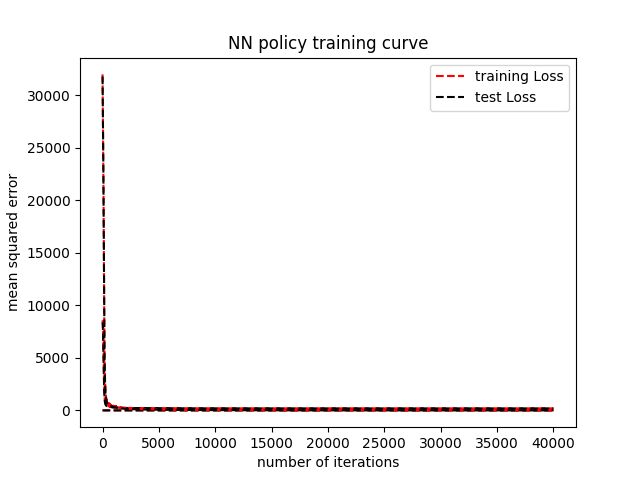 NN policy training curve
training Loss
test Loss
mean squared error
30000
25000
20000
15000
10000
5000
0
0 5000 10000 15000 20000 25000 30000 35000 40000
number of iterations